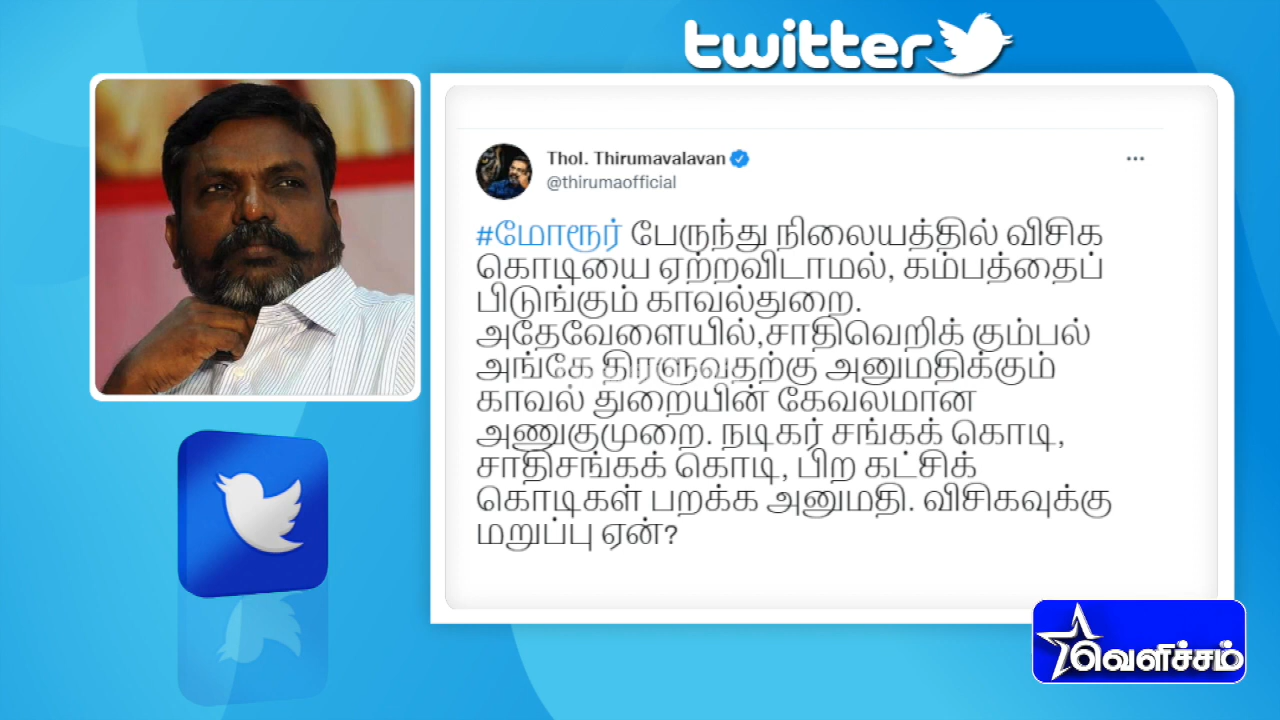 twitter
Thol. Thirumavalavan
@thirumaofficial
#மோரூர் பேருந்து நிலையத்தில் விசிக
கொடியை ஏற்றவிடாமல், கம்பத்தைப்
பிடுங்கும் காவல்துறை.
அதேவேளையில்,சாதிவெறிக் கும்பல்
அங்கே திரளுவதற்கு அனுமதிக்கும்
காவல் துறையின் கேவலமான
அணுகுமுறை. நடிகர் சங்கக் கொடி,
சாதிசங்கக் கொடி, பிற கட்சிக்
கொடிகள் பறக்க அனுமதி. விசிகவுக்கு
மறுப்பு ஏன்?
வெளிச்சம்